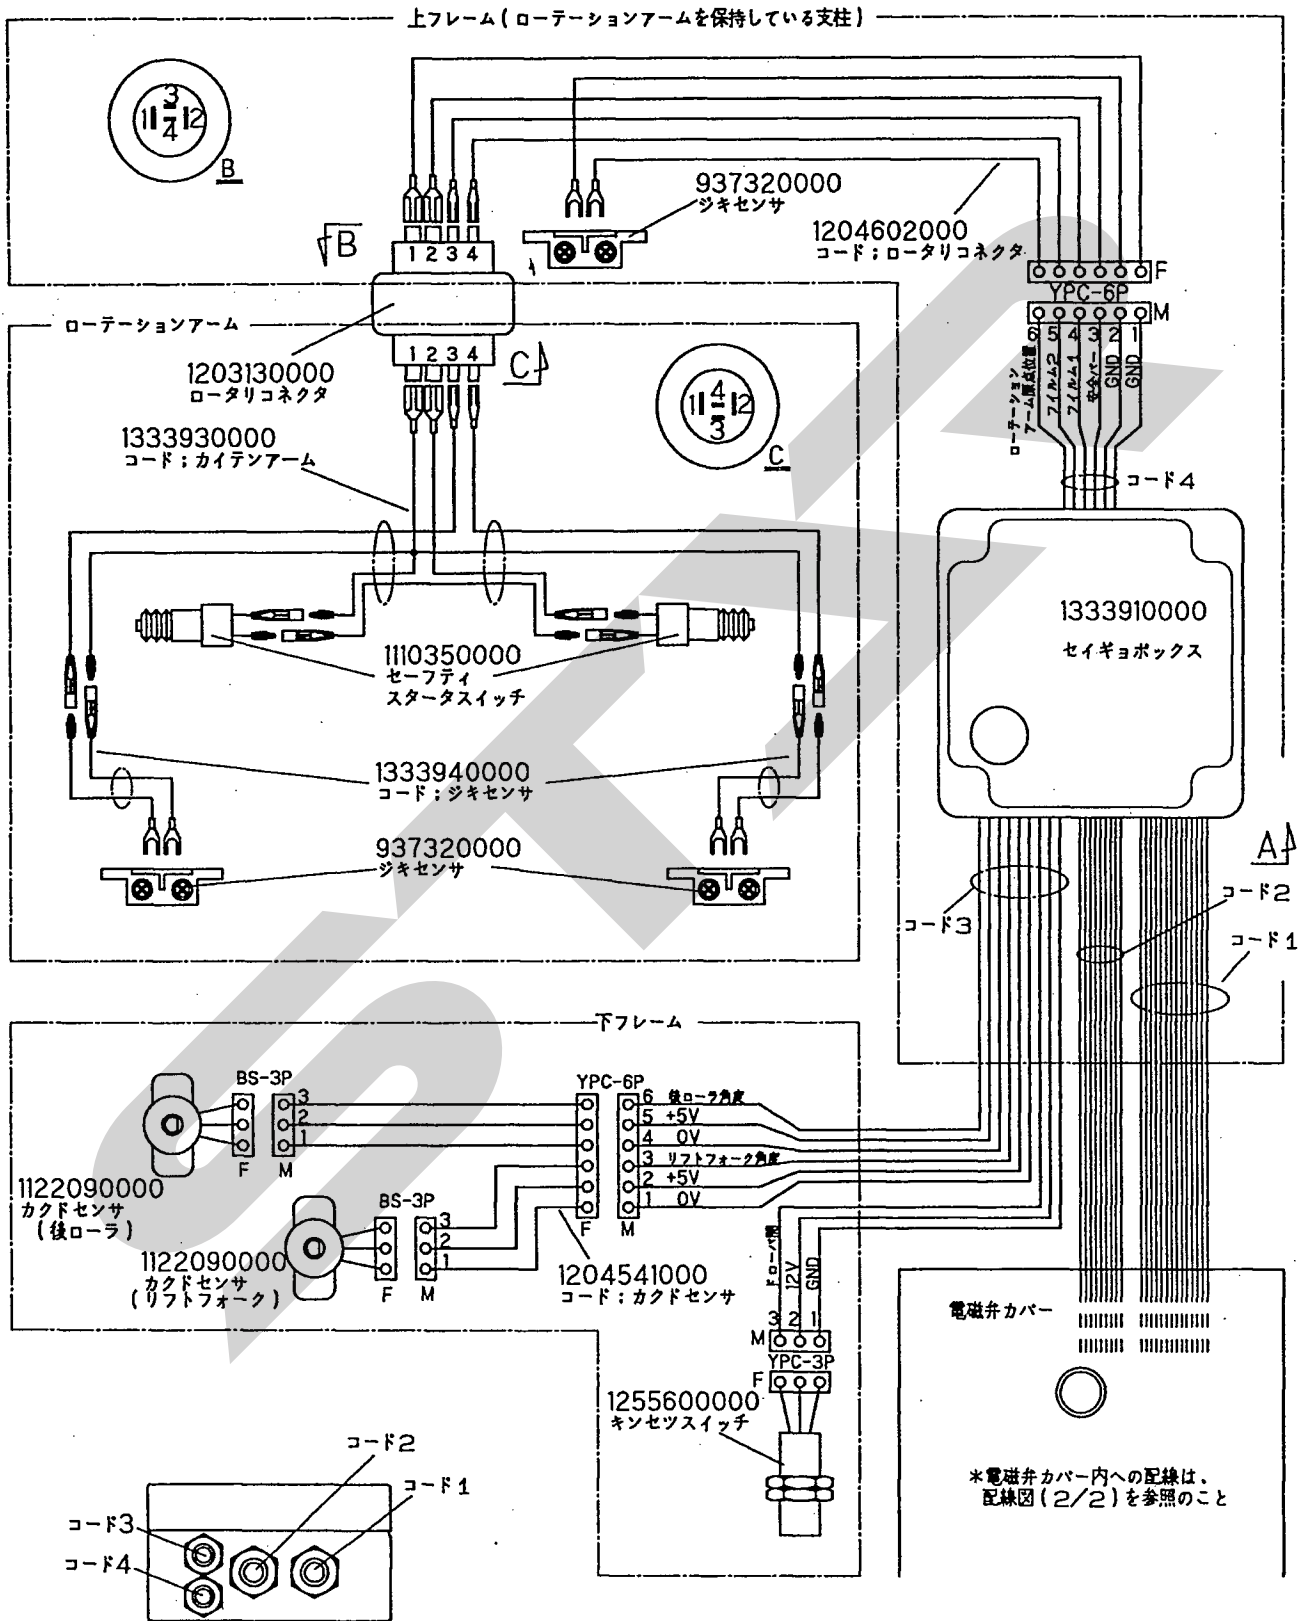 上フレーム(ローテーションアームを保持している支柱)
3
1 2
4
B
B
1 2 3 4
937320000
ジキセンサ
1204602000
コード;ロータリコネクタ
F
YPC-6P
M
6 5 4 3 2 1
ローテーション
アーム原点位置
フィルム2
フィルム1
安全バー
GND
GND
コード4
ローテーションアーム
1203130000
ロータリコネクタ
1 2 3 4
C
1333930000
コード;カイテンアーム
4
1 2
3
C
1110350000
セーフティ
スタータスイッチ
1333940000
コード;ジキセンサ
937320000
ジキセンサ
1333910000
セイギョボックス
A
コード3
コード2
コード1
STAR
下フレーム
BS-3P
3
2
1
F M
1122090000
カクドセンサ
(後ローラ)
YPC-6P
6 後ローラ角度
5 +5V
4 0V
3 リフトフォーク角度
2 +5V
1 0V
F M
BS-3P
3
2
1
F M
1122090000
カクドセンサ
(リフトフォーク)
1204541000
コード;カクドセンサ
12V
GND
3 2 1
M
YPC-3P
F
1255600000
キンセツスイッチ
電磁弁カバー
*電磁弁カバー内への配線は、
配線図(2/2)を参照のこと
コード2
コード1
コード3
コード4